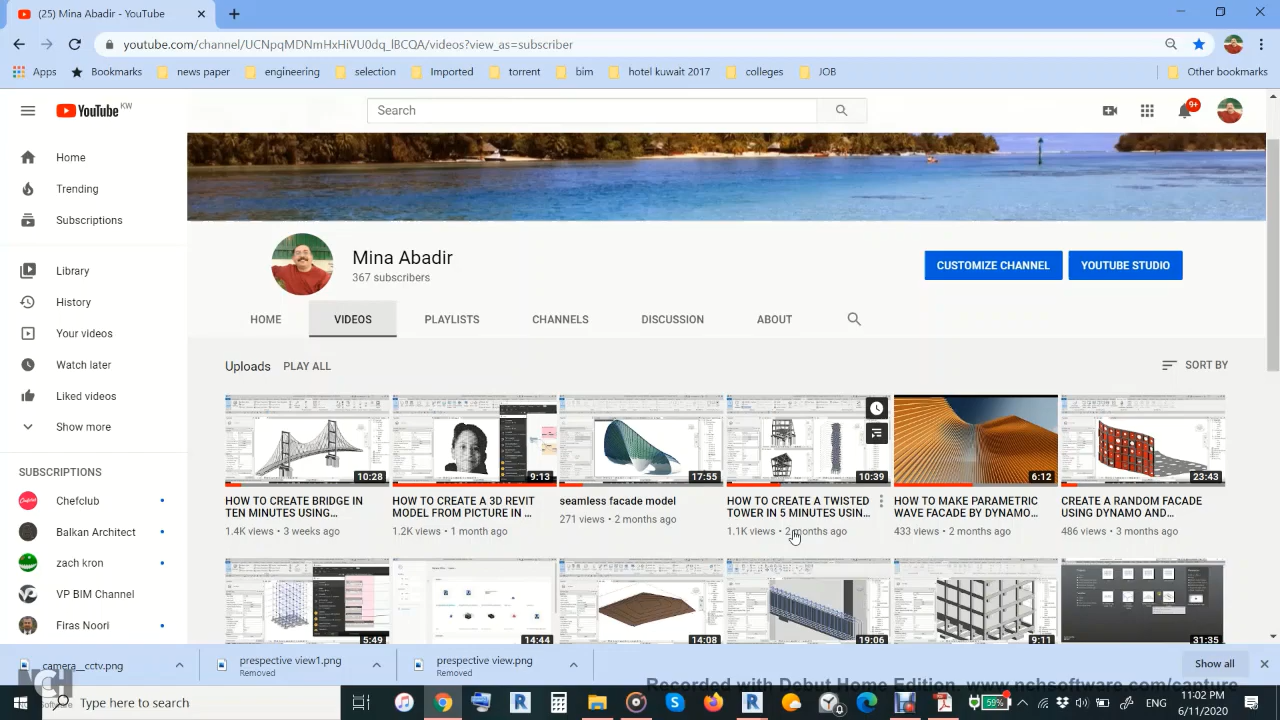 (25) Mina Abadir - YouTube
youtube.com/channel/UCNpqMDNmHxHiVU0dq_lBCQA/videos?view_as=subscriber
Apps Bookmarks news paper engineering selection Imported torrent bim hotel kuwait 2017 colleges JOB Other bookmarks
YouTube KW Search 9+
Home
Trending
Subscriptions
Library
History
Your videos
Watch later
Liked videos
Show more
SUBSCRIPTIONS
Chefclub
Balkan Architect
zach kron
VP BIM Channel
Firas Noori
Mina Abadir
367 subscribers
CUSTOMIZE CHANNEL YOUTUBE STUDIO
HOME VIDEOS PLAYLISTS CHANNELS DISCUSSION ABOUT
Uploads PLAY ALL SORT BY
10:28
HOW TO CREATE BRIDGE IN
TEN MINUTES USING...
1.4K views • 3 weeks ago
9:13
HOW TO CREATE A 3D REVIT
MODEL FROM PICTURE IN ...
1.2K views • 1 month ago
17:55
seamless facade model
271 views • 2 months ago
10:39
HOW TO CREATE A TWISTED
TOWER IN 5 MINUTES USIN...
1.1K views • 2 months ago
6:12
HOW TO MAKE PARAMETRIC
WAVE FACADE BY DYNAMO ...
433 views • 2 months ago
23:43
CREATE A RANDOM FACADE
USING DYNAMO AND...
486 views • 3 months ago
5:49 14:44 14:08 19:06 9:11 31:35
camera_cctv.png
prespective view1.png
Removed
prespective view.png
Removed
Show all
NCH
Software
Recorded with Debut Home Edition. www.nchsoftware.com/capture
Type here to search
59%
ENG
11:02 PM
6/11/2020